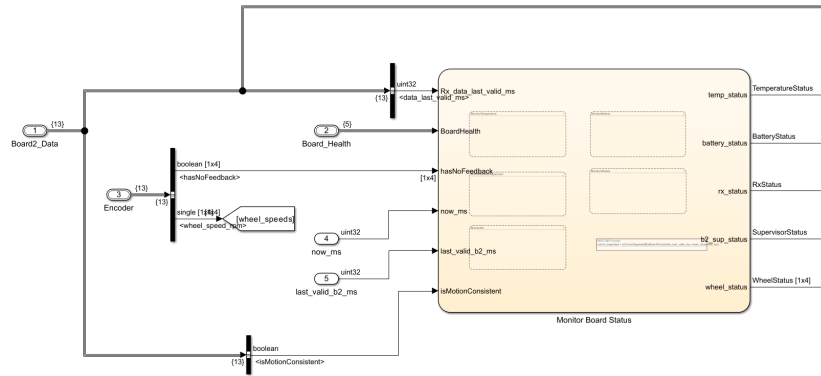 uint32
{13}
<data_last_valid_ms>
Rx_data_last_valid_ms
temp_status
TemperatureStatus
1
{13}
Board2_Data
2
{5}
Board_Health
BoardHealth
battery_status
BatteryStatus
boolean [1x4]
<hasNoFeedback>
[1x4]
hasNoFeedback
rx_status
RxStatus
3
{13}
Encoder
{13}
<wheel_speed_rpm>
[wheel_speeds]
4
uint32
now_ms
now_ms
b2_sup_status
SupervisorStatus
5
uint32
last_valid_b2_ms
last_valid_b2_ms
isMotionConsistent
wheel_status
WheelStatus [1x4]
Monitor Board Status
boolean
{13}
<isMotionConsistent>